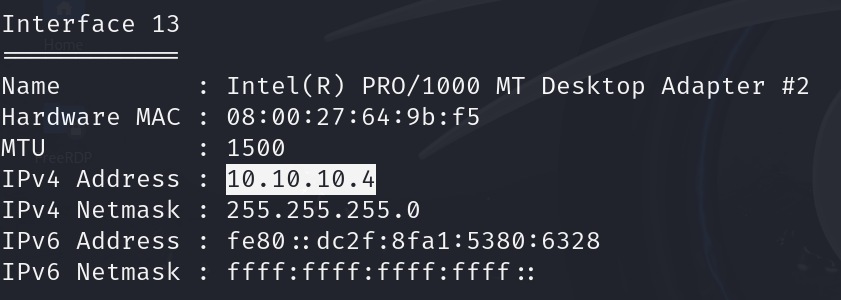 Interface 13
============
Name         : Intel(R) PRO/1000 MT Desktop Adapter #2
Hardware MAC : 08:00:27:64:9b:f5
MTU          : 1500
IPv4 Address : 10.10.10.4
IPv4 Netmask : 255.255.255.0
IPv6 Address : fe80::dc2f:8fa1:5380:6328
IPv6 Netmask : ffff:ffff:ffff:ffff::
Home
FreeRDP